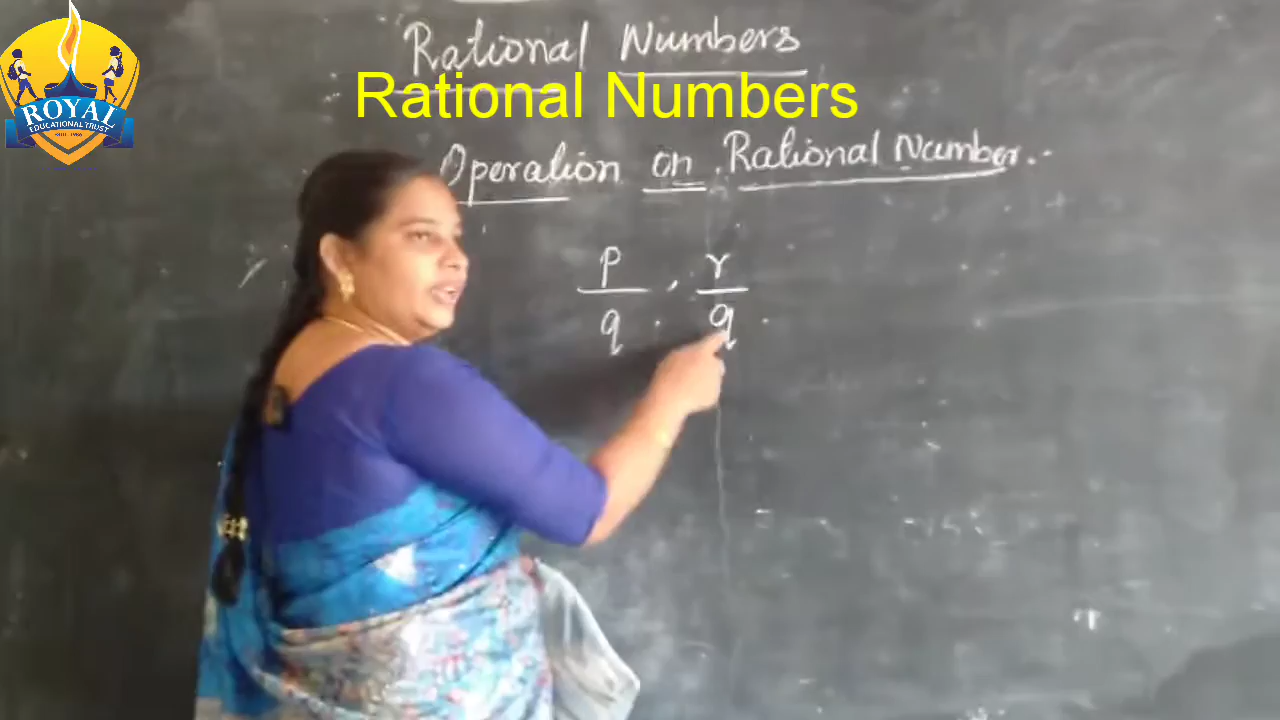 ROYAL
EDUCATIONAL TRUST
Rational Numbers
Rational Numbers
Operation on Rational Number.
p , r
q . q .